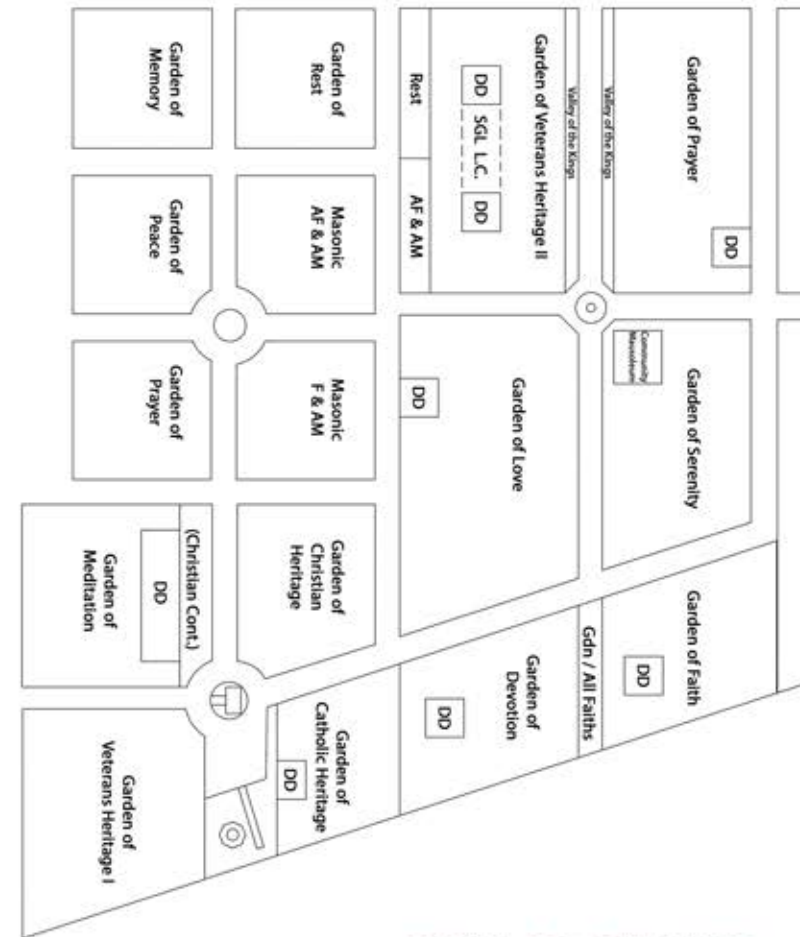 Garden of Prayer
DD
Valley of the Kings
Garden of Serenity
Community
Mausoleum
Garden of Faith
DD
Valley of the Kings
Garden of Veterans Heritage II
DD SGL L.C. DD
Rest
AF & AM
Garden of Love
DD
Gdn / All Faiths
Garden of
Devotion
DD
Garden of
Rest
Masonic
AF & AM
Masonic
F & AM
Garden of
Christian
Heritage
Garden of
Catholic Heritage
DD
Garden of
Memory
Garden of
Peace
Garden of
Prayer
(Christian Cont.)
DD
Garden of
Meditation
Garden of
Veterans Heritage I